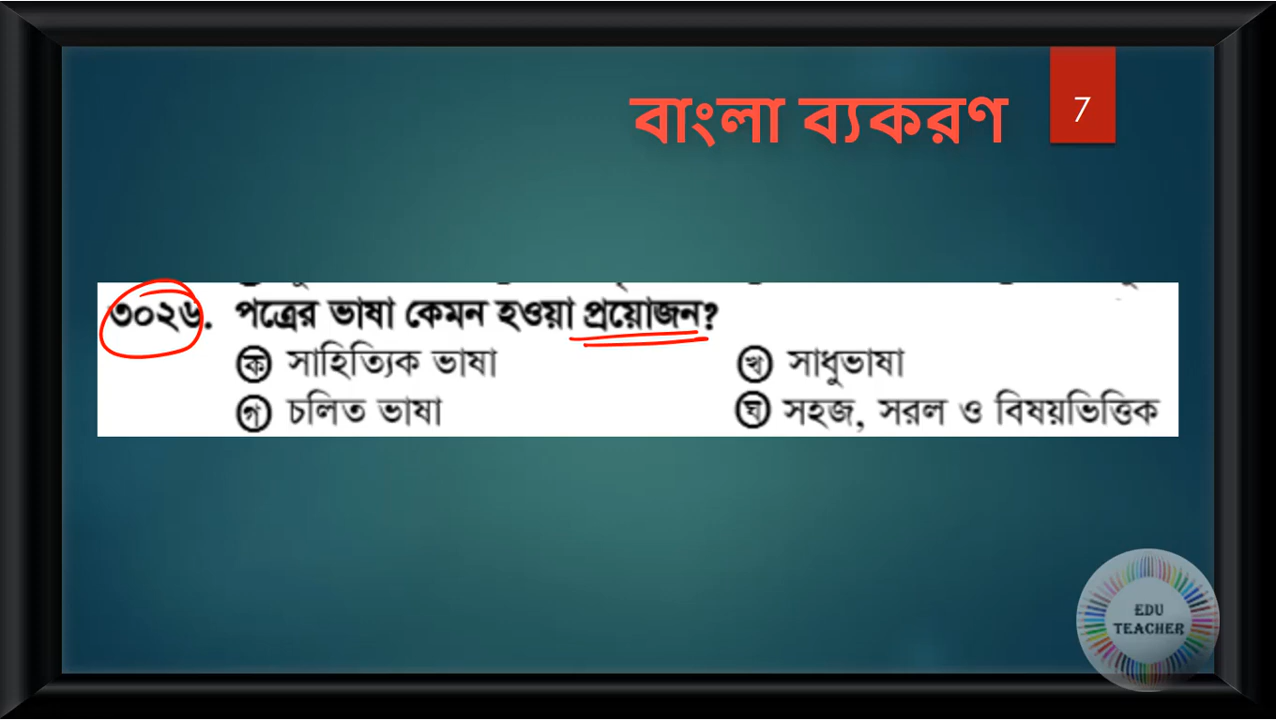 বাংলা ব্যকরণ
7
৩০২৬. পত্রের ভাষা কেমন হওয়া প্রয়োজন?
ক সাহিত্যিক ভাষা
খ সাধুভাষা
গ চলিত ভাষা
ঘ সহজ, সরল ও বিষয়ভিত্তিক
EDU
TEACHER